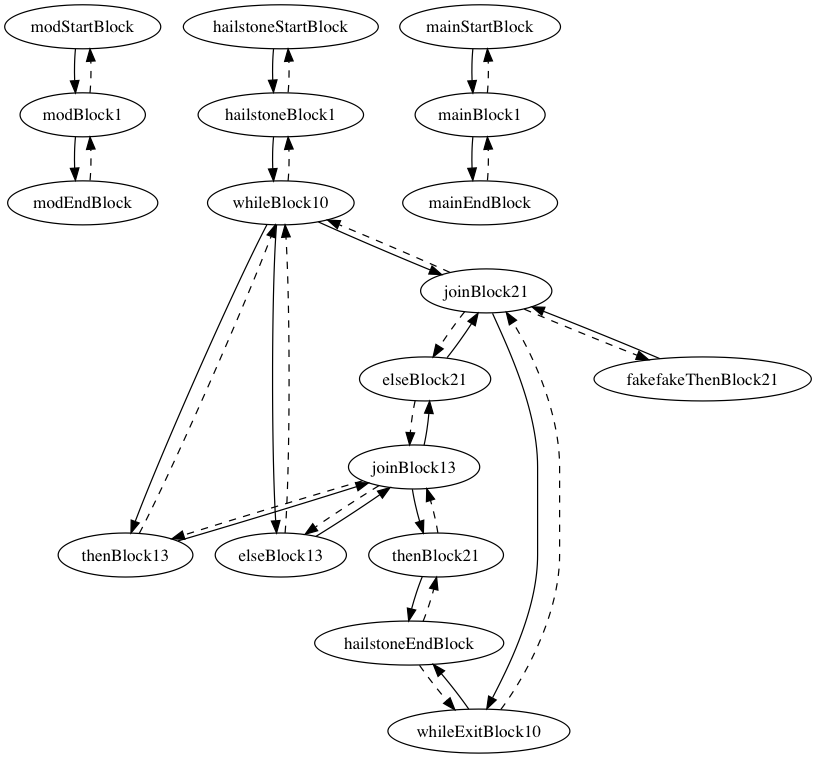 modStartBlock
hailstoneStartBlock
mainStartBlock
modBlock1
hailstoneBlock1
mainBlock1
modEndBlock
whileBlock10
mainEndBlock
joinBlock21
elseBlock21
fakefakeThenBlock21
joinBlock13
thenBlock13
elseBlock13
thenBlock21
hailstoneEndBlock
whileExitBlock10